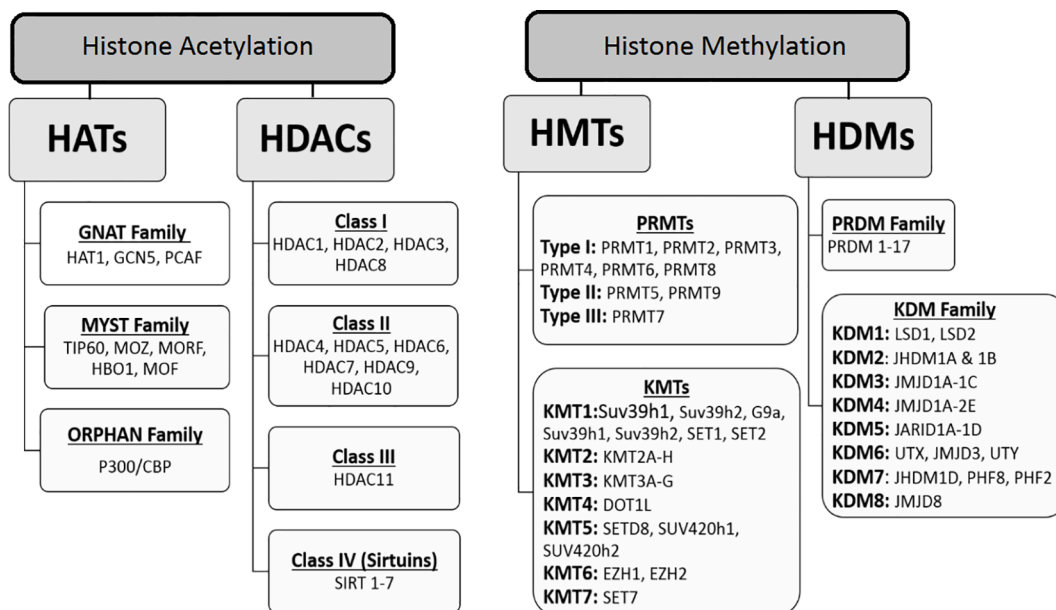 Histone Acetylation
HATs
GNAT Family
HAT1, GCN5, PCAF
MYST Family
TIP60, MOZ, MORF,
HBO1, MOF
ORPHAN Family
P300/CBP
HDACs
Class I
HDAC1, HDAC2, HDAC3,
HDAC8
Class II
HDAC4, HDAC5, HDAC6,
HDAC7, HDAC9,
HDAC10
Class III
HDAC11
Class IV (Sirtuins)
SIRT 1-7
Histone Methylation
HMTs
PRMTs
Type I: PRMT1, PRMT2, PRMT3,
PRMT4, PRMT6, PRMT8
Type II: PRMT5, PRMT9
Type III: PRMT7
KMTs
KMT1:Suv39h1, Suv39h2, G9a,
Suv39h1, Suv39h2, SET1, SET2
KMT2: KMT2A-H
KMT3: KMT3A-G
KMT4: DOT1L
KMT5: SETD8, SUV420h1,
SUV420h2
KMT6: EZH1, EZH2
KMT7: SET7
HDMs
PRDM Family
PRDM 1-17
KDM Family
KDM1: LSD1, LSD2
KDM2: JHDM1A & 1B
KDM3: JMJD1A-1C
KDM4: JMJD1A-2E
KDM5: JARID1A-1D
KDM6: UTX, JMJD3, UTY
KDM7: JHDM1D, PHF8, PHF2
KDM8: JMJD8